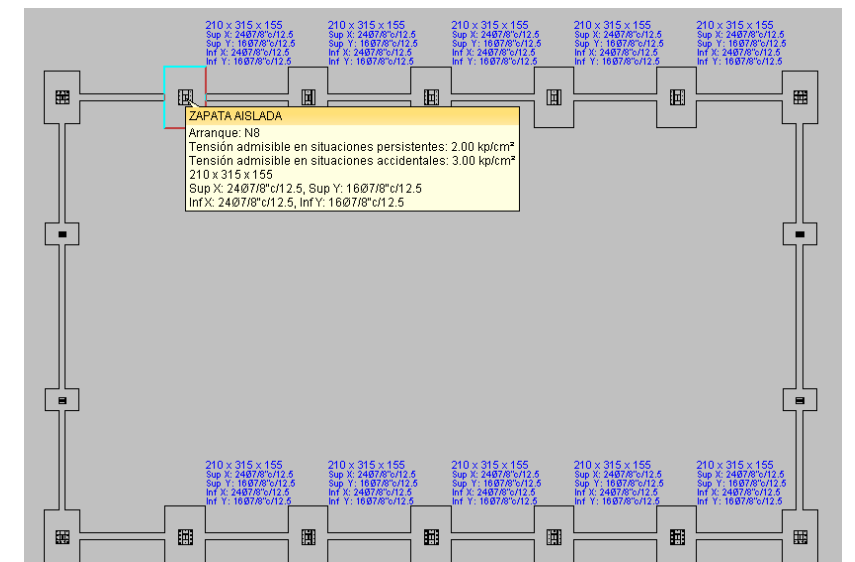 210 x 315 x 155
Sup X: 24Ø7/8"c/12.5
Sup Y: 16Ø7/8"c/12.5
Inf X: 24Ø7/8"c/12.5
Inf Y: 16Ø7/8"c/12.5
210 x 315 x 155
Sup X: 24Ø7/8"c/12.5
Sup Y: 16Ø7/8"c/12.5
Inf X: 24Ø7/8"c/12.5
Inf Y: 16Ø7/8"c/12.5
210 x 315 x 155
Sup X: 24Ø7/8"c/12.5
Sup Y: 16Ø7/8"c/12.5
Inf X: 24Ø7/8"c/12.5
Inf Y: 16Ø7/8"c/12.5
210 x 315 x 155
Sup X: 24Ø7/8"c/12.5
Sup Y: 16Ø7/8"c/12.5
Inf X: 24Ø7/8"c/12.5
Inf Y: 16Ø7/8"c/12.5
210 x 315 x 155
Sup X: 24Ø7/8"c/12.5
Sup Y: 16Ø7/8"c/12.5
Inf X: 24Ø7/8"c/12.5
Inf Y: 16Ø7/8"c/12.5
ZAPATA AISLADA
Arranque: N8
Tensión admisible en situaciones persistentes: 2.00 kp/cm²
Tensión admisible en situaciones accidentales: 3.00 kp/cm²
210 x 315 x 155
Sup X: 24Ø7/8"c/12.5, Sup Y: 16Ø7/8"c/12.5
Inf X: 24Ø7/8"c/12.5, Inf Y: 16Ø7/8"c/12.5
210 x 315 x 155
Sup X: 24Ø7/8"c/12.5
Sup Y: 16Ø7/8"c/12.5
Inf X: 24Ø7/8"c/12.5
Inf Y: 16Ø7/8"c/12.5
210 x 315 x 155
Sup X: 24Ø7/8"c/12.5
Sup Y: 16Ø7/8"c/12.5
Inf X: 24Ø7/8"c/12.5
Inf Y: 16Ø7/8"c/12.5
210 x 315 x 155
Sup X: 24Ø7/8"c/12.5
Sup Y: 16Ø7/8"c/12.5
Inf X: 24Ø7/8"c/12.5
Inf Y: 16Ø7/8"c/12.5
210 x 315 x 155
Sup X: 24Ø7/8"c/12.5
Sup Y: 16Ø7/8"c/12.5
Inf X: 24Ø7/8"c/12.5
Inf Y: 16Ø7/8"c/12.5
210 x 315 x 155
Sup X: 24Ø7/8"c/12.5
Sup Y: 16Ø7/8"c/12.5
Inf X: 24Ø7/8"c/12.5
Inf Y: 16Ø7/8"c/12.5